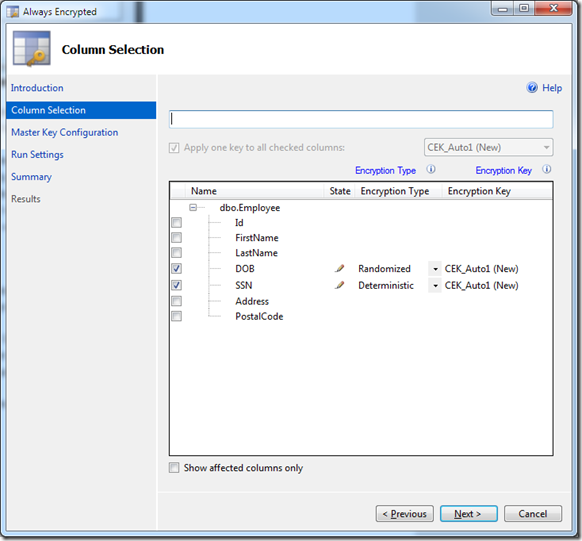 Always Encrypted
Column Selection
Help
Introduction
Column Selection
Master Key Configuration
Run Settings
Summary
Results
Apply one key to all checked columns: CEK_Auto1 (New)
Encryption Type Encryption Key
Name State Encryption Type Encryption Key
dbo.Employee
Id
FirstName
LastName
DOB Randomized CEK_Auto1 (New)
SSN Deterministic CEK_Auto1 (New)
Address
PostalCode
Show affected columns only
< Previous Next > Cancel